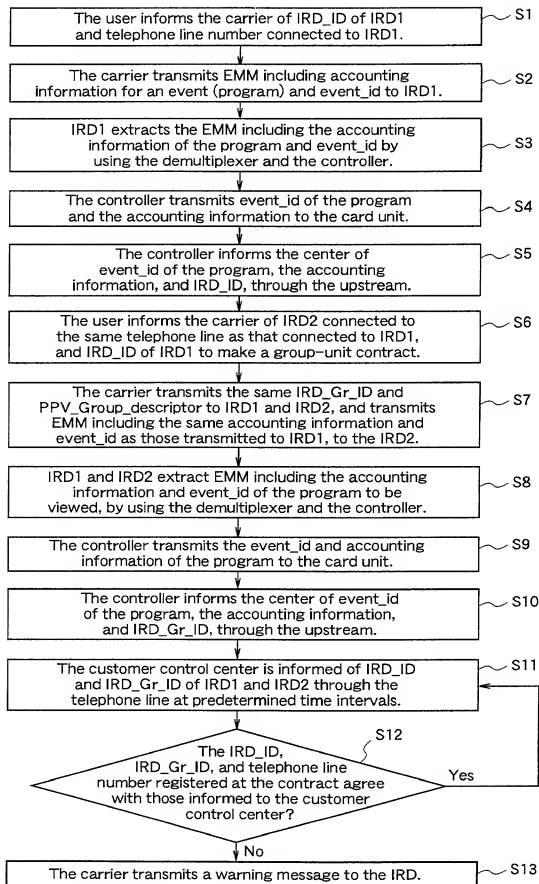 The user informs the carrier of IRD_ID of IRD1
and telephone line number connected to IRD1.
S1
The carrier transmits EMM including accounting
information for an event (program) and event_id to IRD1.
S2
IRD1 extracts the EMM including the accounting
information of the program and event_id by
using the demultiplexer and the controller.
S3
The controller transmits event_id of the program
and the accounting information to the card unit.
S4
The controller informs the center of
event_id of the program, the accounting
information, and IRD_ID, through the upstream.
S5
The user informs the carrier of IRD2 connected to
the same telephone line as that connected to IRD1,
and IRD_ID of IRD1 to make a group-unit contract.
S6
The carrier transmits the same IRD_Gr_ID and
PPV_Group_descriptor to IRD1 and IRD2, and transmits
EMM including the same accounting information and
event_id as those transmitted to IRD1, to the IRD2.
S7
IRD1 and IRD2 extract EMM including the accounting
information and event_id of the program to be
viewed, by using the demultiplexer and the controller.
S8
The controller transmits the event_id and accounting
information of the program to the card unit.
S9
The controller informs the center of event_id
of the program, the accounting information,
and IRD_Gr_ID, through the upstream.
S10
The customer control center is informed of IRD_ID
and IRD_Gr_ID of IRD1 and IRD2 through the
telephone line at predetermined time intervals.
S11
The IRD_ID,
IRD_Gr_ID, and telephone line
number registered at the contract agree
with those informed to the customer
control center?
S12
Yes
No
The carrier transmits a warning message to the IRD.
S13